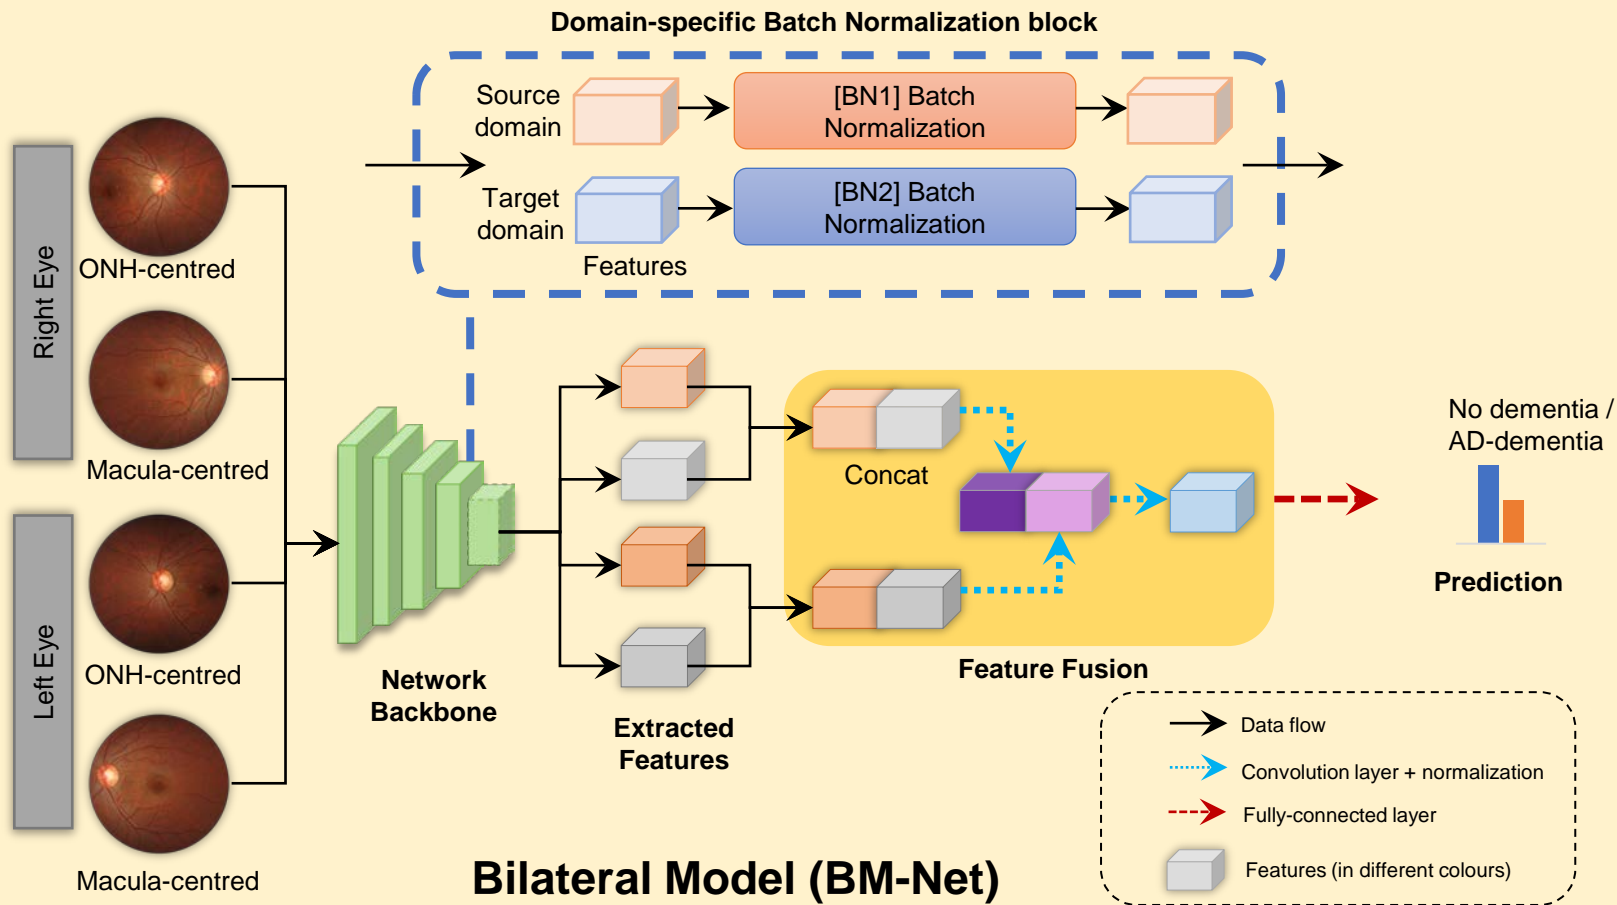 Domain-specific Batch Normalization block
Source
domain
[BN1] Batch
Normalization
Target
domain
[BN2] Batch
Normalization
Features
Right Eye
ONH-centred
Macula-centred
Left Eye
ONH-centred
Macula-centred
Network
Backbone
Extracted
Features
Concat
Feature Fusion
No dementia /
AD-dementia
Prediction
Data flow
Convolution layer + normalization
Fully-connected layer
Features (in different colours)
Bilateral Model (BM-Net)